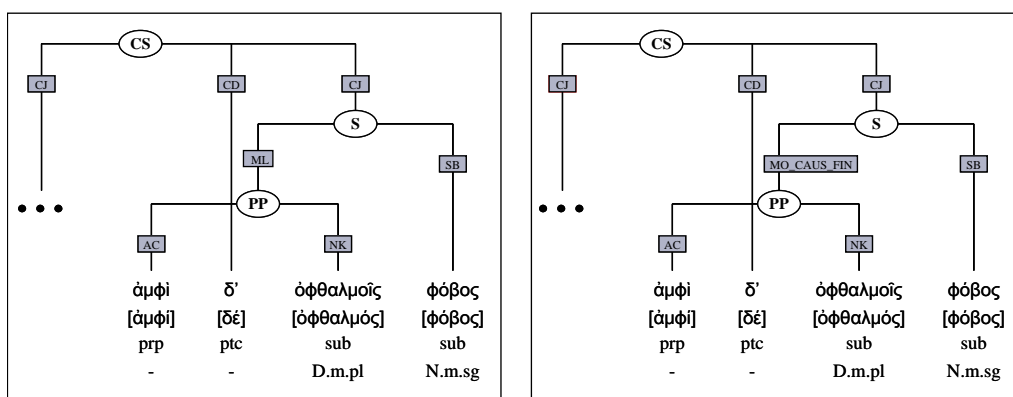 CS
CJ CD CJ
S
ML SB
PP
AC NK
• • •
ἀμφὶ δ’ ὀφθαλμοῖς φόβος
[ἀμφί] [δέ] [ὀφθαλμός] [φόβος]
prp ptc sub sub
- - D.m.pl N.m.sg
CS
CJ CD CJ
S
MO_CAUS_FIN SB
PP
AC NK
• • •
ἀμφὶ δ’ ὀφθαλμοῖς φόβος
[ἀμφί] [δέ] [ὀφθαλμός] [φόβος]
prp ptc sub sub
- - D.m.pl N.m.sg